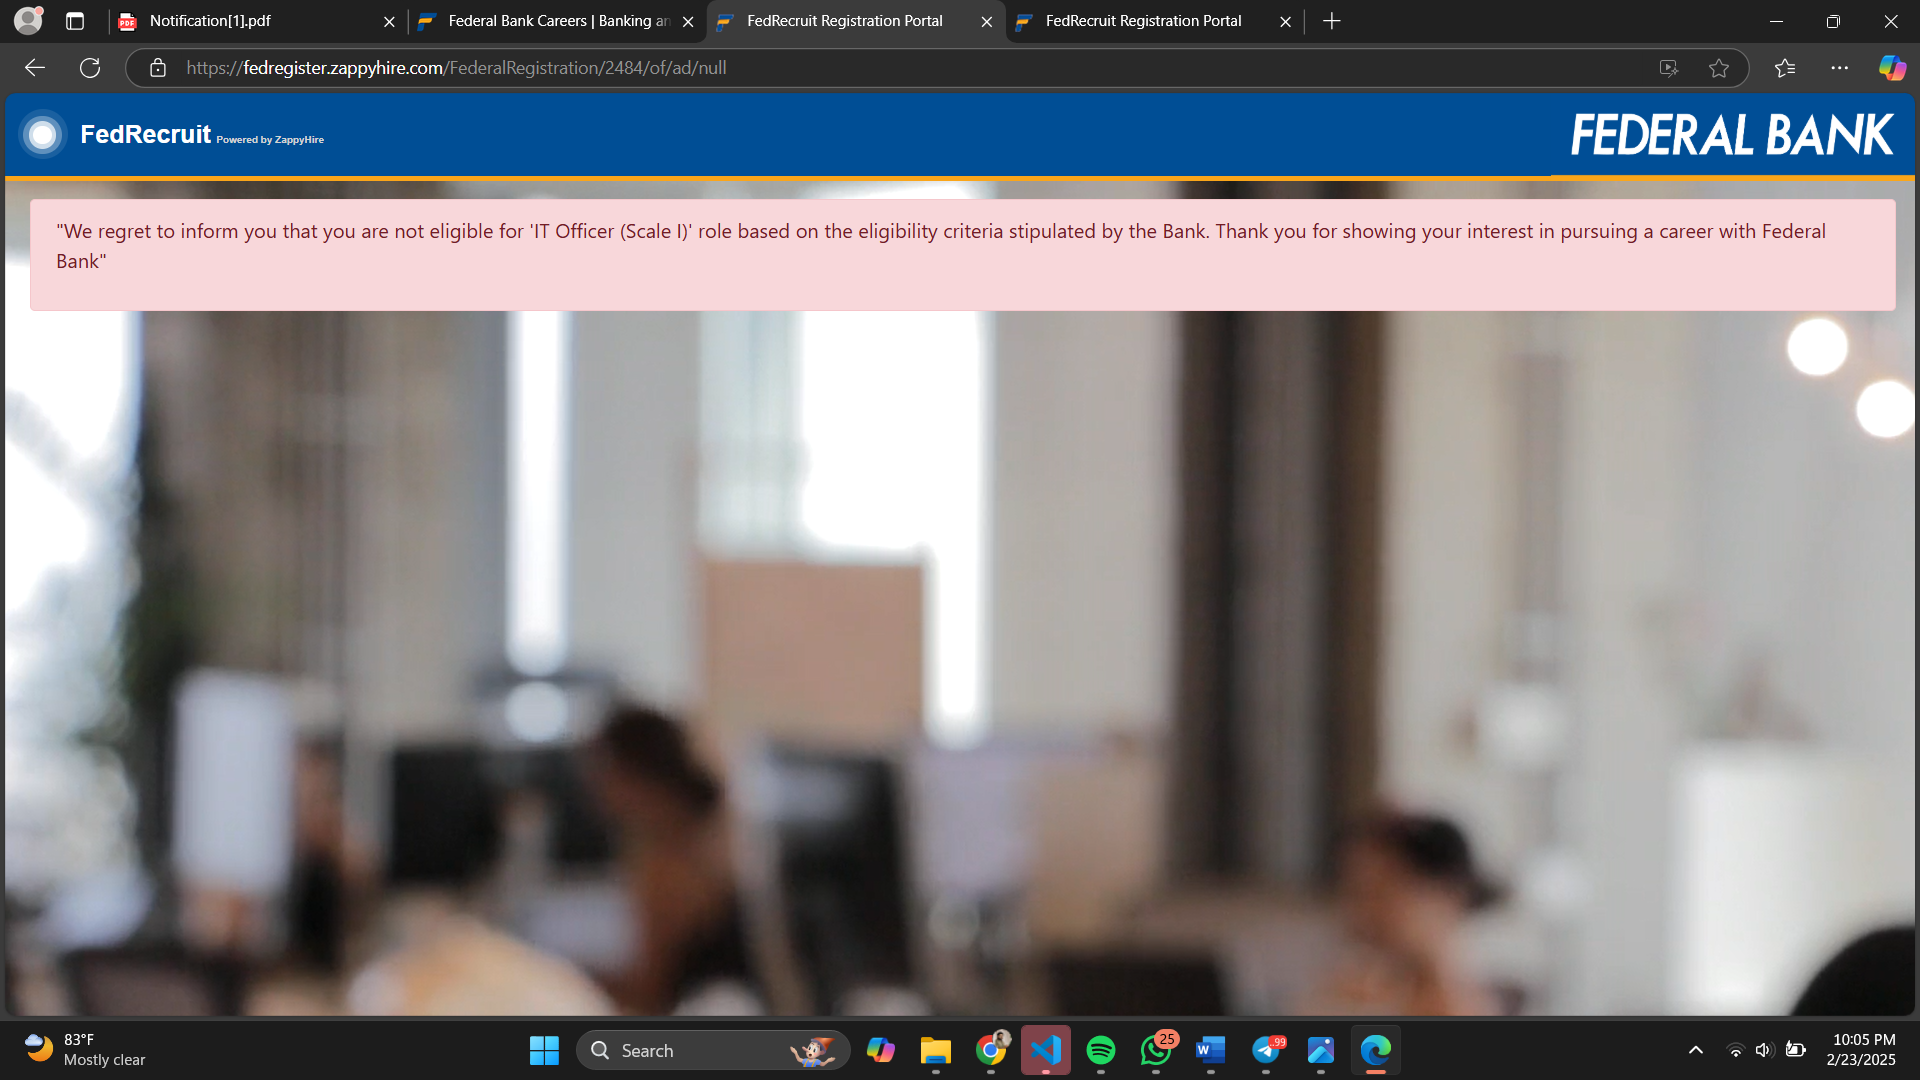 Notification[1].pdf
Federal Bank Careers | Banking an
FedRecruit Registration Portal
FedRecruit Registration Portal
https://fedregister.zappyhire.com/FederalRegistration/2484/of/ad/null
FedRecruit Powered by ZappyHire
FEDERAL BANK
"We regret to inform you that you are not eligible for 'IT Officer (Scale I)' role based on the eligibility criteria stipulated by the Bank. Thank you for showing your interest in pursuing a career with Federal
Bank"
83°F
Mostly clear
Search
25
99
10:05 PM
2/23/2025